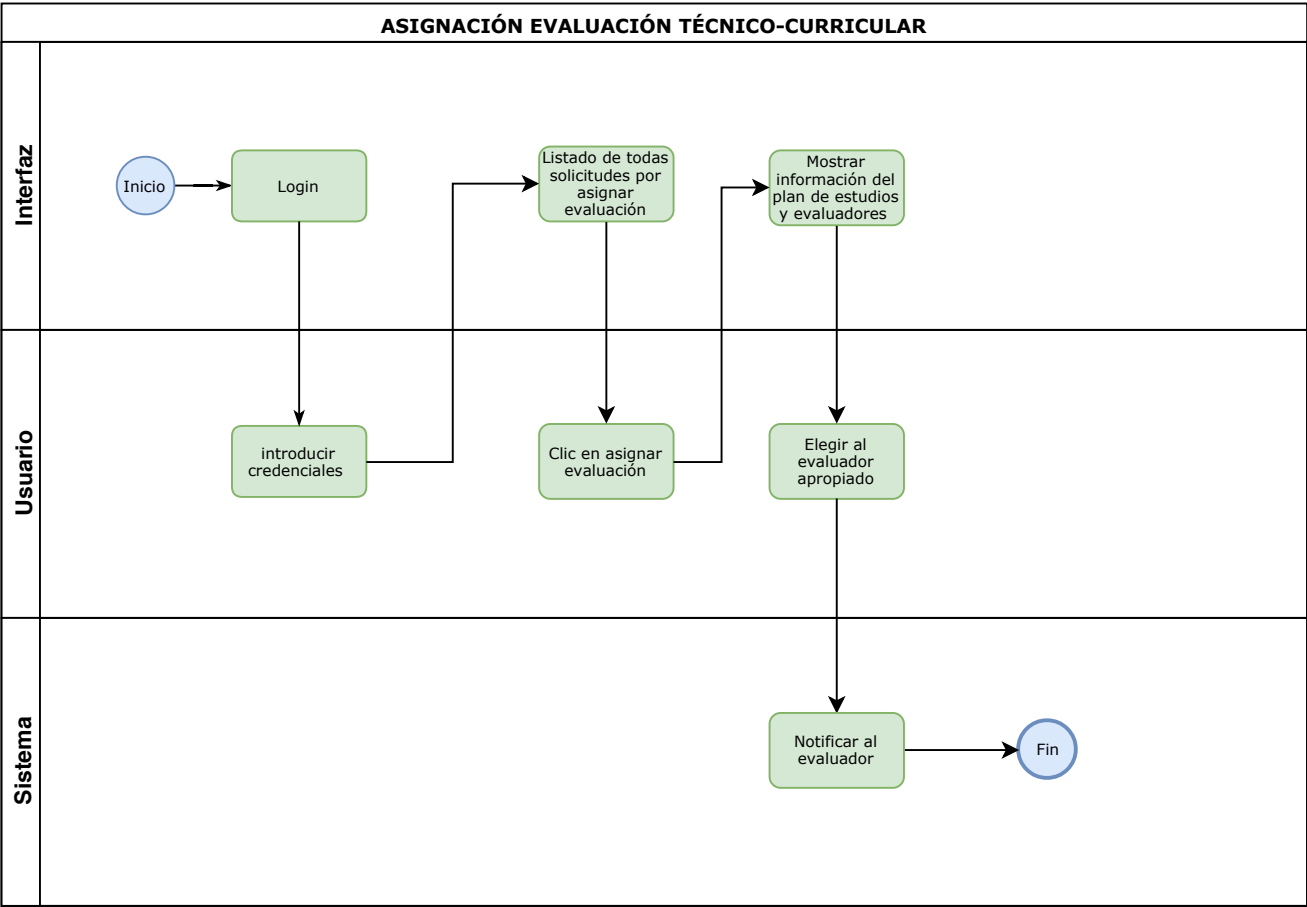 ASIGNACIÓN EVALUACIÓN TÉCNICO-CURRICULAR
Interfaz
Inicio
Login
Listado de todas
solicitudes por
asignar
evaluación
Mostrar
información del
plan de estudios
y evaluadores
Usuario
introducir
credenciales
Clic en asignar
evaluación
Elegir al
evaluador
apropiado
Sistema
Notificar al
evaluador
Fin